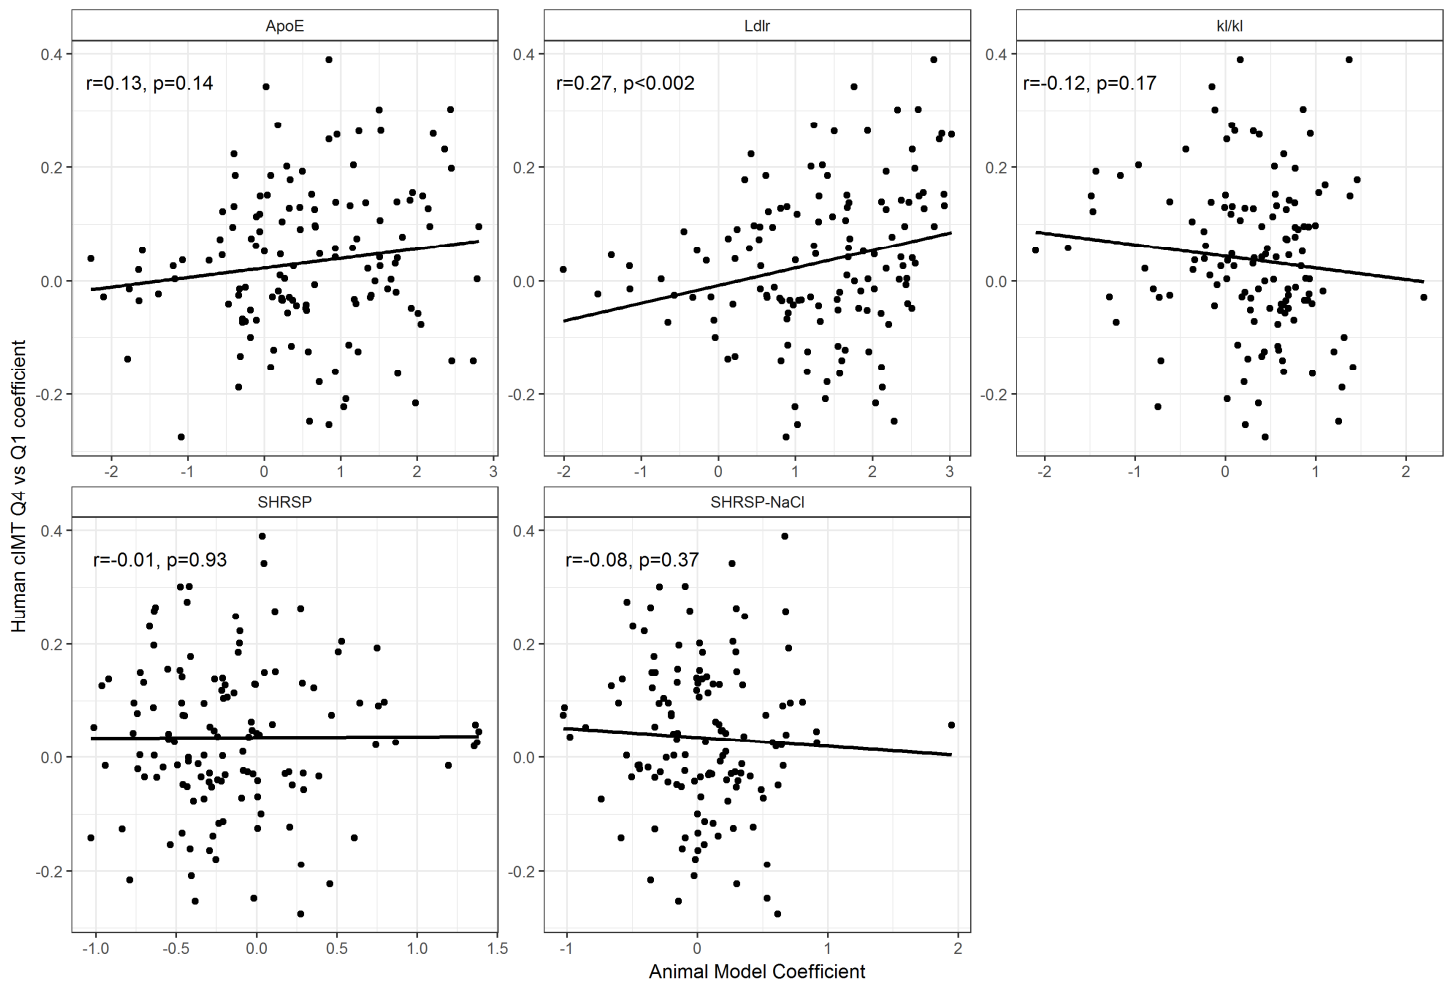 ApoE
Ldlr
kl/kl
r=0.13, p=0.14
r=0.27, p<0.002
r=-0.12, p=0.17
0.4
0.2
0.0
-0.2
0.4
0.2
0.0
-0.2
0.4
0.2
0.0
-0.2
-2 -1 0 1 2 3
-2 -1 0 1 2 3
-2 -1 0 1 2
Human cIMT Q4 vs Q1 coefficient
SHRSP
SHRSP-NaCl
r=-0.01, p=0.93
r=-0.08, p=0.37
0.4
0.2
0.0
-0.2
0.4
0.2
0.0
-0.2
-1.0 -0.5 0.0 0.5 1.0 1.5
-1 0 1 2
Animal Model Coefficient